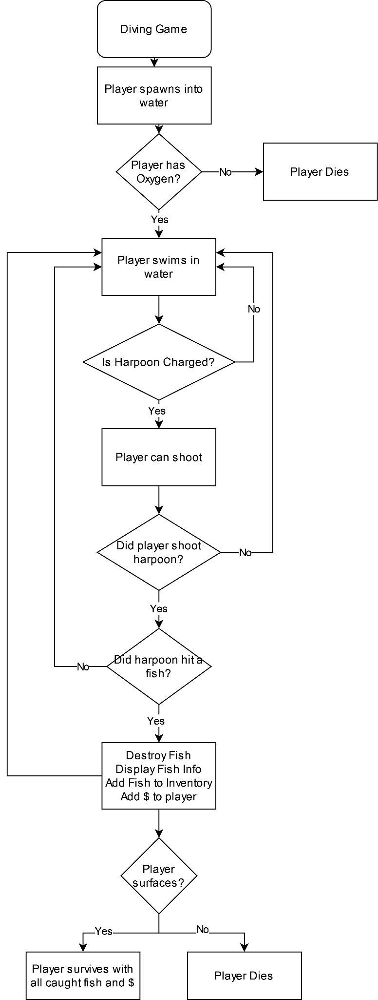 Diving Game
Player spawns into
water
Player has
Oxygen?
No
Player Dies
Yes
Player swims in
water
No
Is Harpoon Charged?
Yes
Player can shoot
Did player shoot
harpoon?
No
Yes
Did harpoon hit a
fish?
No
Yes
Destroy Fish
Display Fish Info
Add Fish to Inventory
Add $ to player
Player
surfaces?
Yes
No
Player survives with
all caught fish and $
Player Dies